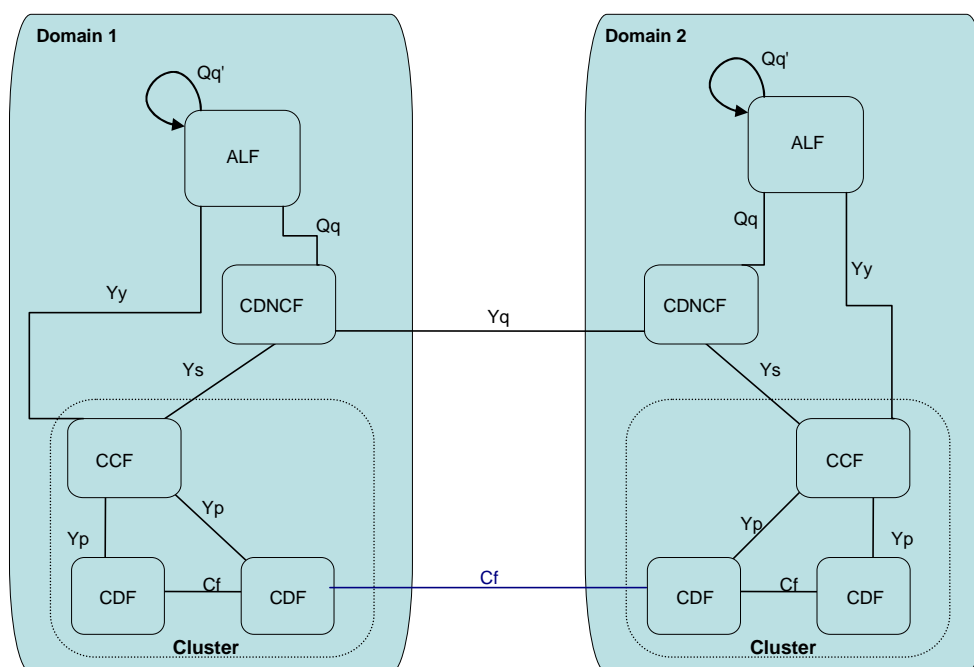 Domain 1
Domain 2
Qq'
Qq'
ALF
ALF
Qq
Qq
Yy
Yy
CDNCF
Yq
CDNCF
Ys
Ys
CCF
CCF
Yp
Yp
Yp
Yp
CDF
Cf
CDF
Cf
CDF
Cf
CDF
Cluster
Cluster